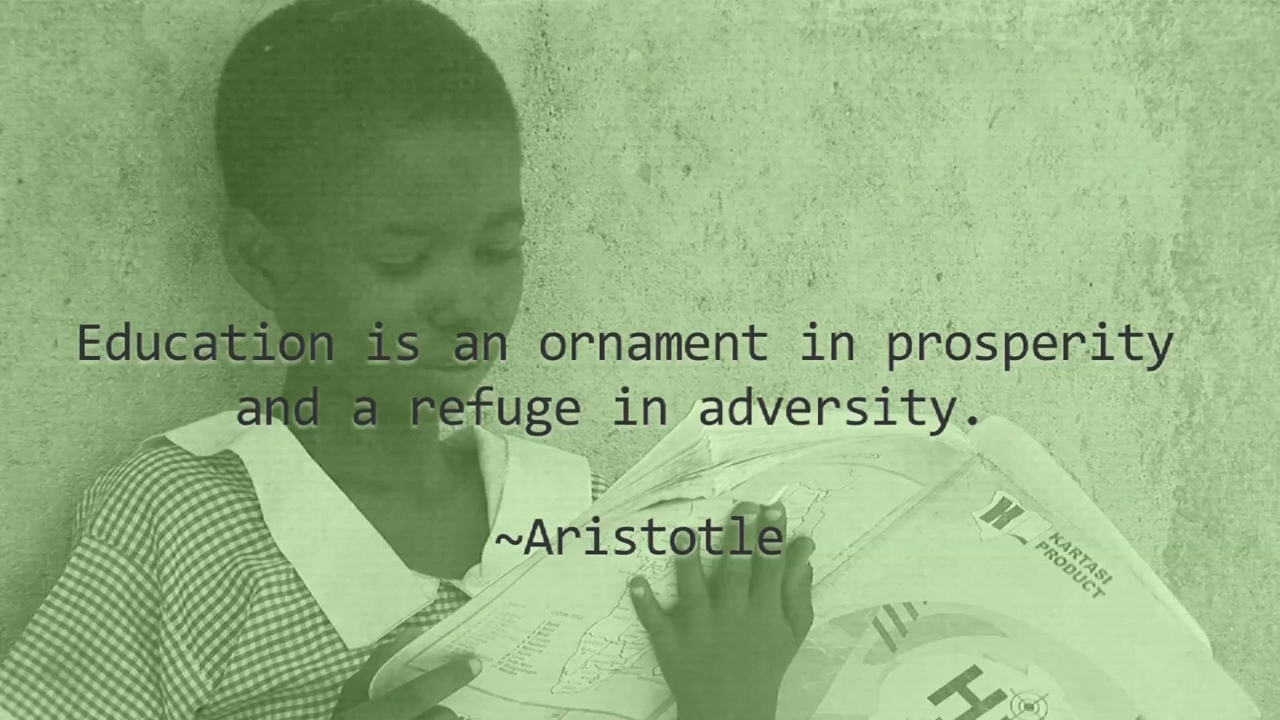 Education is an ornament in prosperity
and a refuge in adversity.
~Aristotle
KARTASI
PRODUCT
H